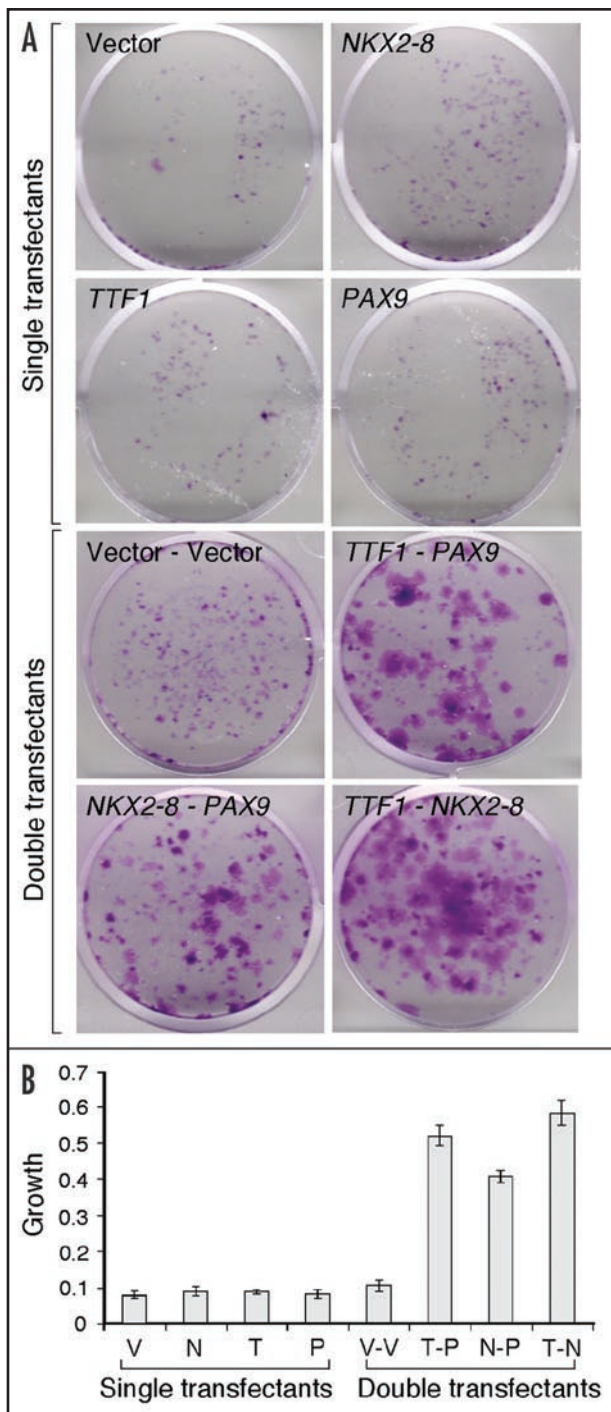 A
Vector
NKX2-8
TTF1
PAX9
Single transfectants
Vector - Vector
TTF1 - PAX9
NKX2-8 - PAX9
TTF1 - NKX2-8
Double transfectants
B
0.7
0.6
0.5
0.4
0.3
0.2
0.1
0
Growth
V N T P V-V T-P N-P T-N
Single transfectants Double transfectants